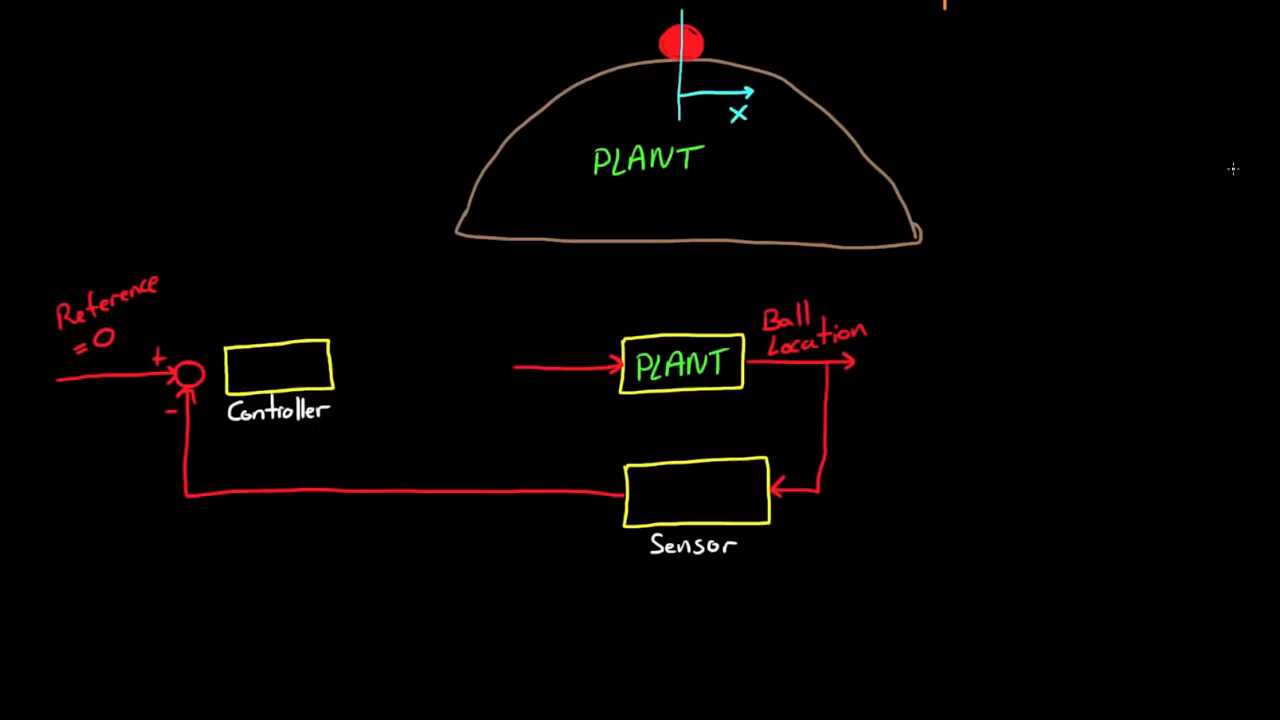 x
PLANT
Reference
=0
+
-
Controller
PLANT
Ball
Location
Sensor